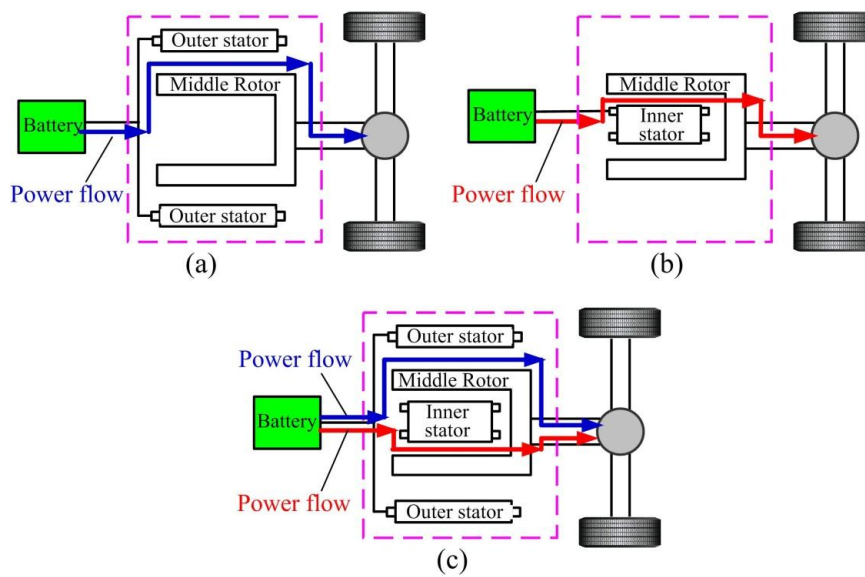 Outer stator
Middle Rotor
Battery
Power flow
Outer stator
(a)
Middle Rotor
Battery
Inner
stator
Power flow
(b)
Outer stator
Power flow
Middle Rotor
Battery
Inner
stator
Power flow
Outer stator
(c)